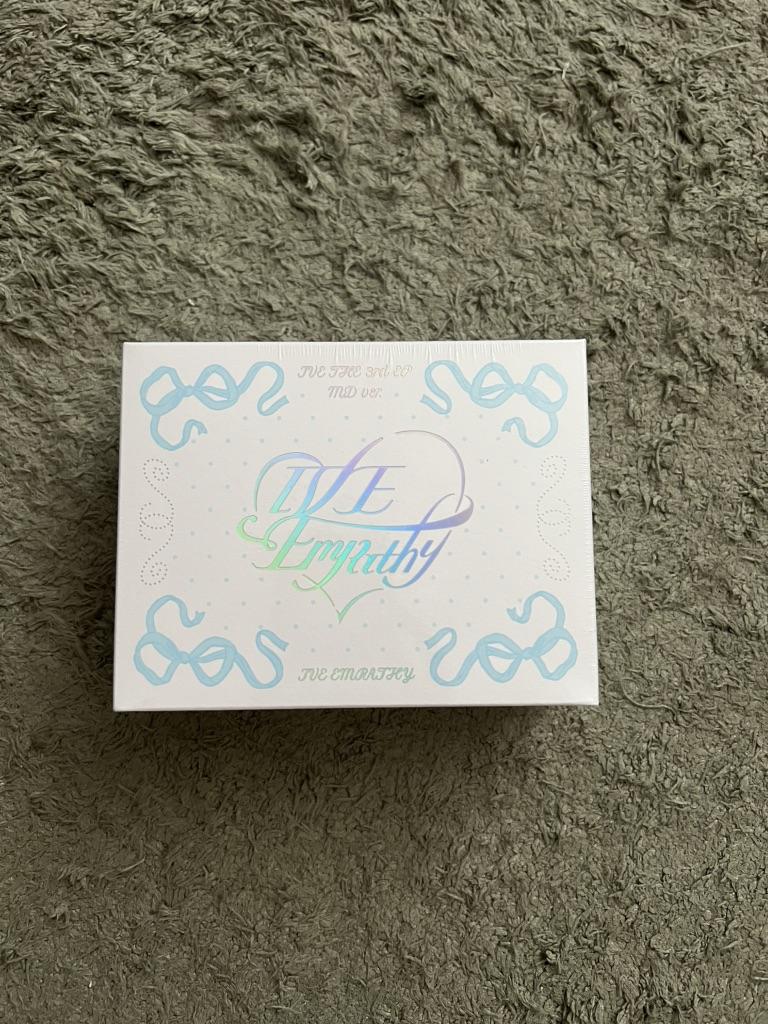 IVE THE 3rd EP
MD ver.
IVE
Empathy
IVE EMPATHY